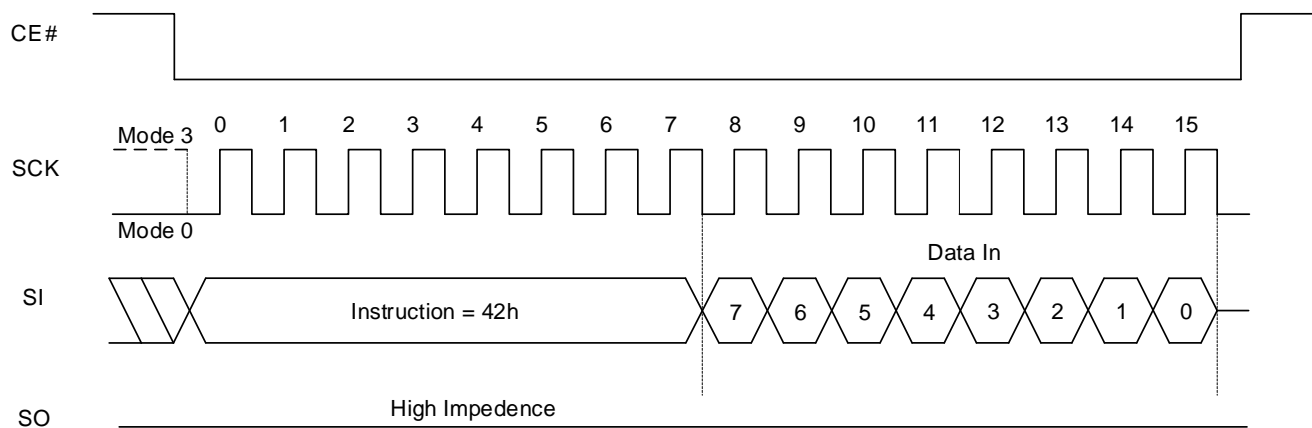 CE#
Mode 3 0 1 2 3 4 5 6 7 8 9 10 11 12 13 14 15
SCK
Mode 0
Data In
SI Instruction = 42h 7 6 5 4 3 2 1 0
High Impedence
SO